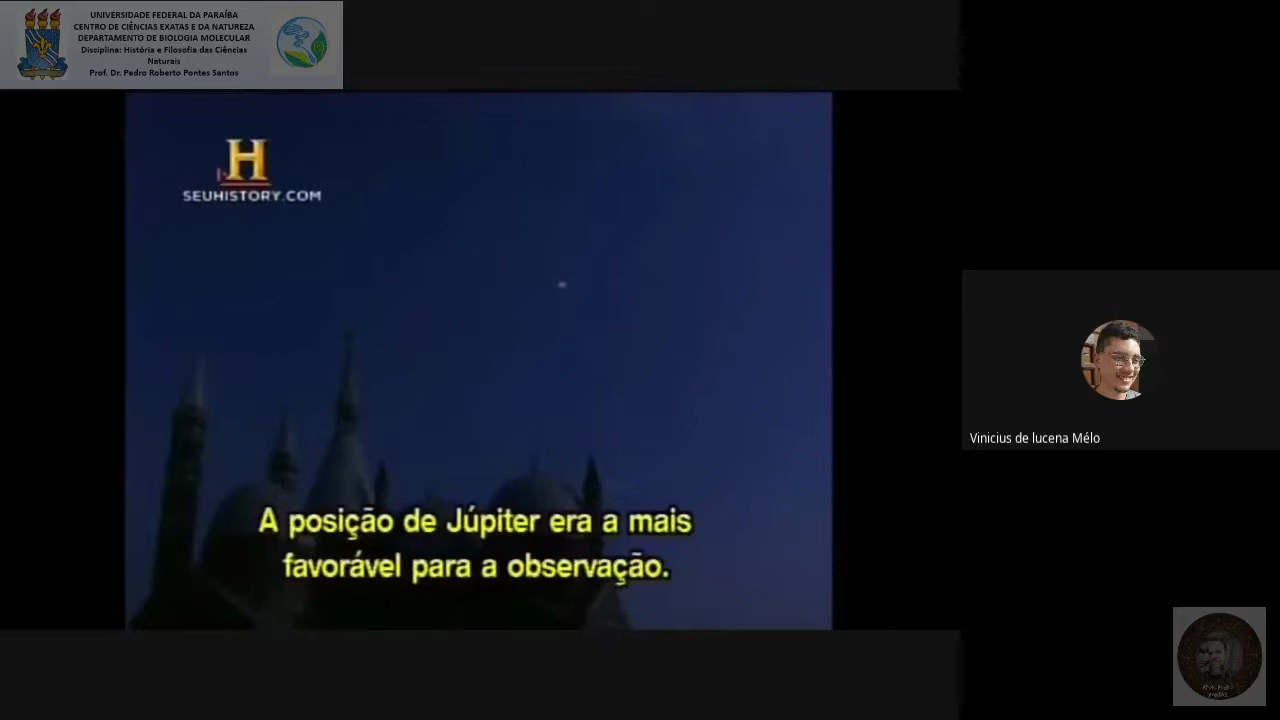 UNIVERSIDADE FEDERAL DA PARAÍBA
CENTRO DE CIÊNCIAS EXATAS E DA NATUREZA
DEPARTAMENTO DE BIOLOGIA MOLECULAR
Disciplina: História e Filosofia das Ciências
Naturais
Prof. Dr. Pedro Roberto Pontes Santos
H
SEUHISTORY.COM
A posição de Júpiter era a mais
favorável para a observação.
Vinicius de lucena Mélo